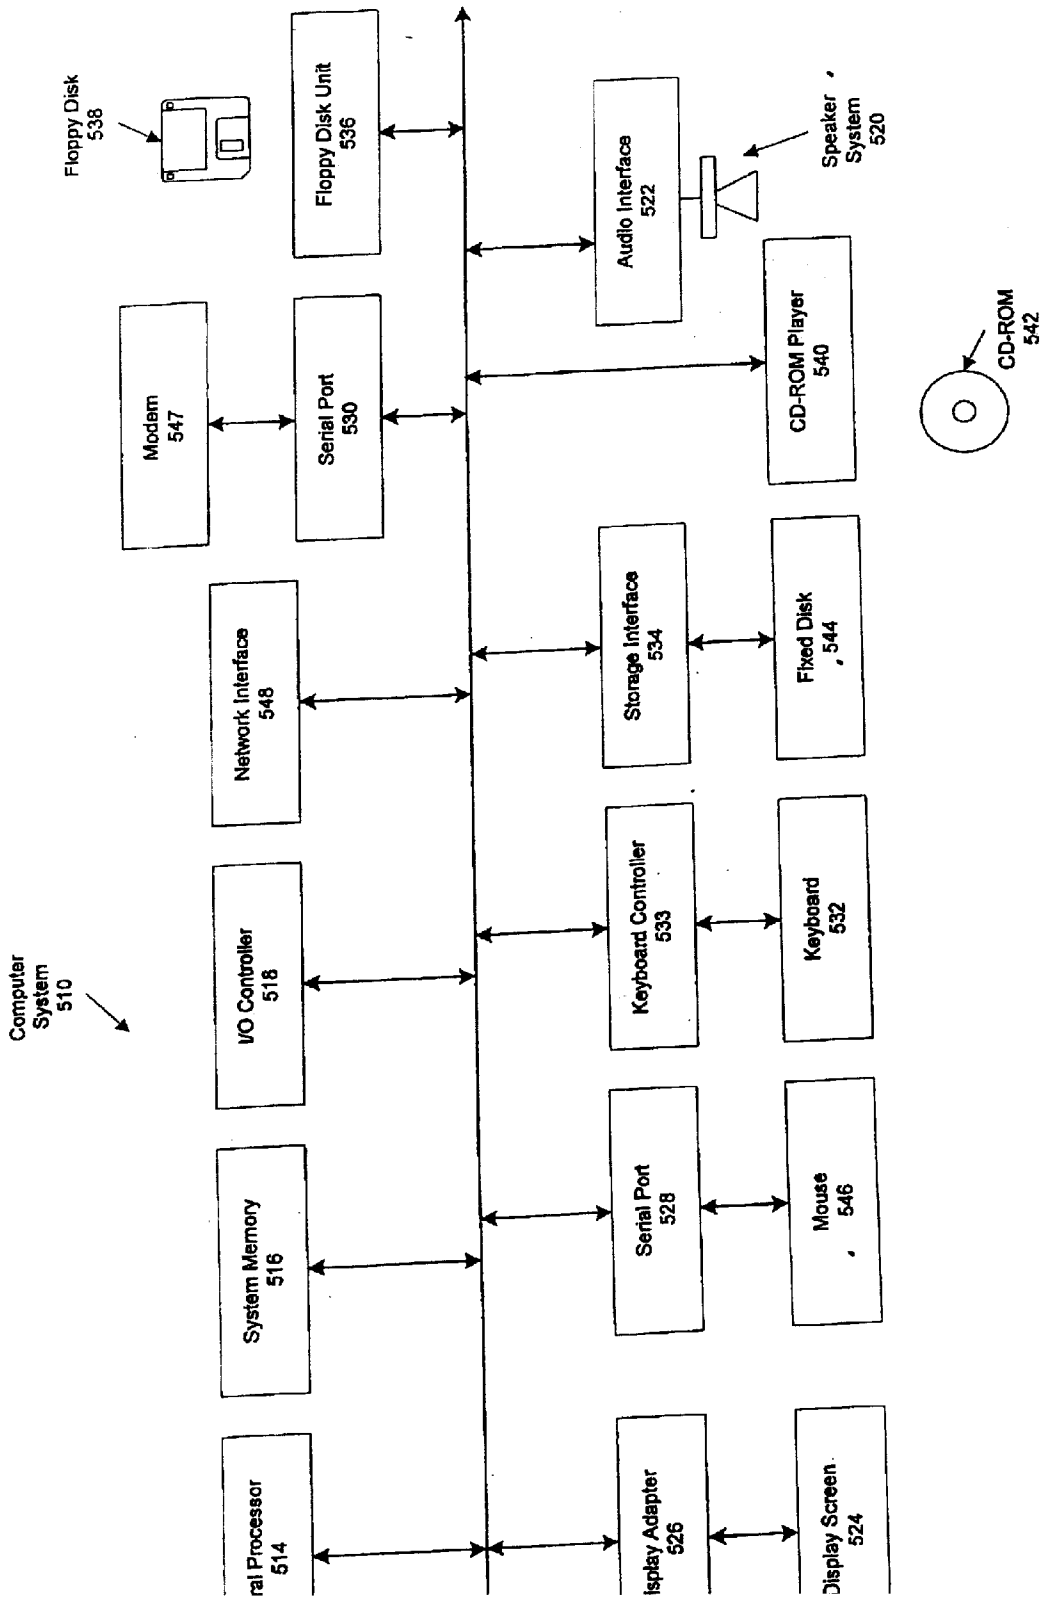 Computer
System
510
ral Processor
514
System Memory
516
I/O Controller
518
Network Interface
548
Modem
547
Serial Port
530
Floppy Disk
538
Floppy Disk Unit
536
isplay Adapter
526
Display Screen
524
Serial Port
528
Mouse
546
Keyboard Controller
533
Keyboard
532
Storage Interface
534
Fixed Disk
544
CD-ROM Player
540
CD-ROM
542
Audio Interface
522
Speaker
System
520